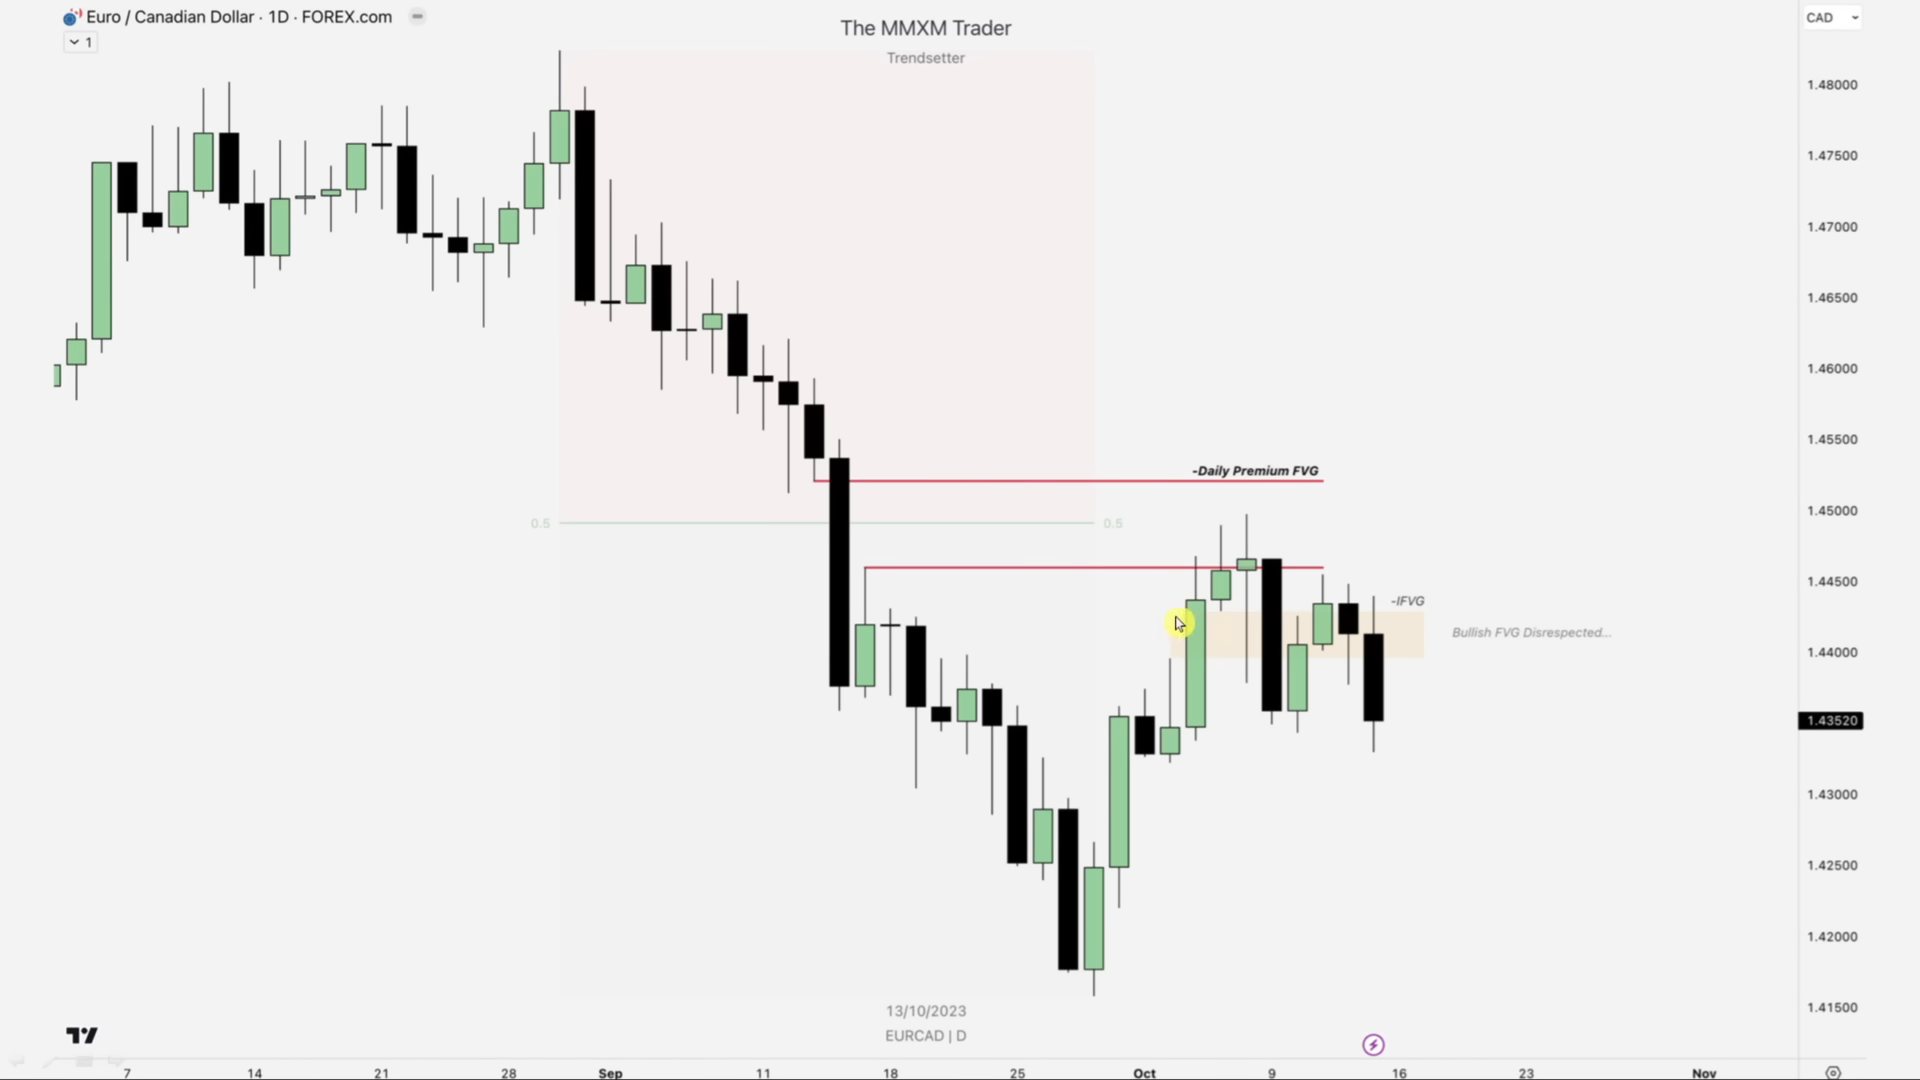 Euro / Canadian Dollar · 1D · FOREX.com
1
The MMXM Trader
Trendsetter
CAD
1.48000
1.47500
1.47000
1.46500
1.46000
1.45500
-Daily Premium FVG
1.45000
0.5
0.5
1.44500
-IFVG
Bullish FVG Disrespected...
1.44000
1.43520
1.43000
1.42500
1.42000
1.41500
13/10/2023
EURCAD | D
7
14
21
28
Sep
11
18
25
Oct
9
16
23
Nov